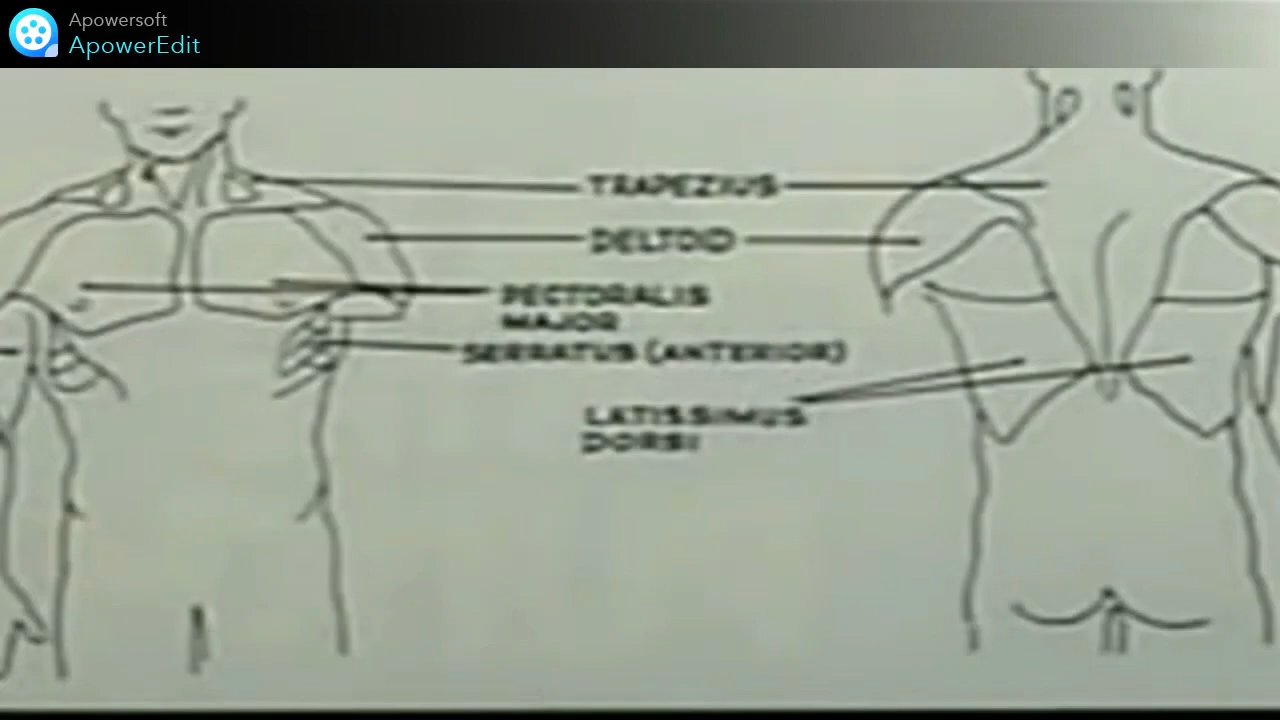 Apowersoft
ApowerEdit
TRAPEZIUS
DELTOID
PECTORALIS
MAJOR
SERRATUS (ANTERIOR)
LATISSIMUS
DORSI